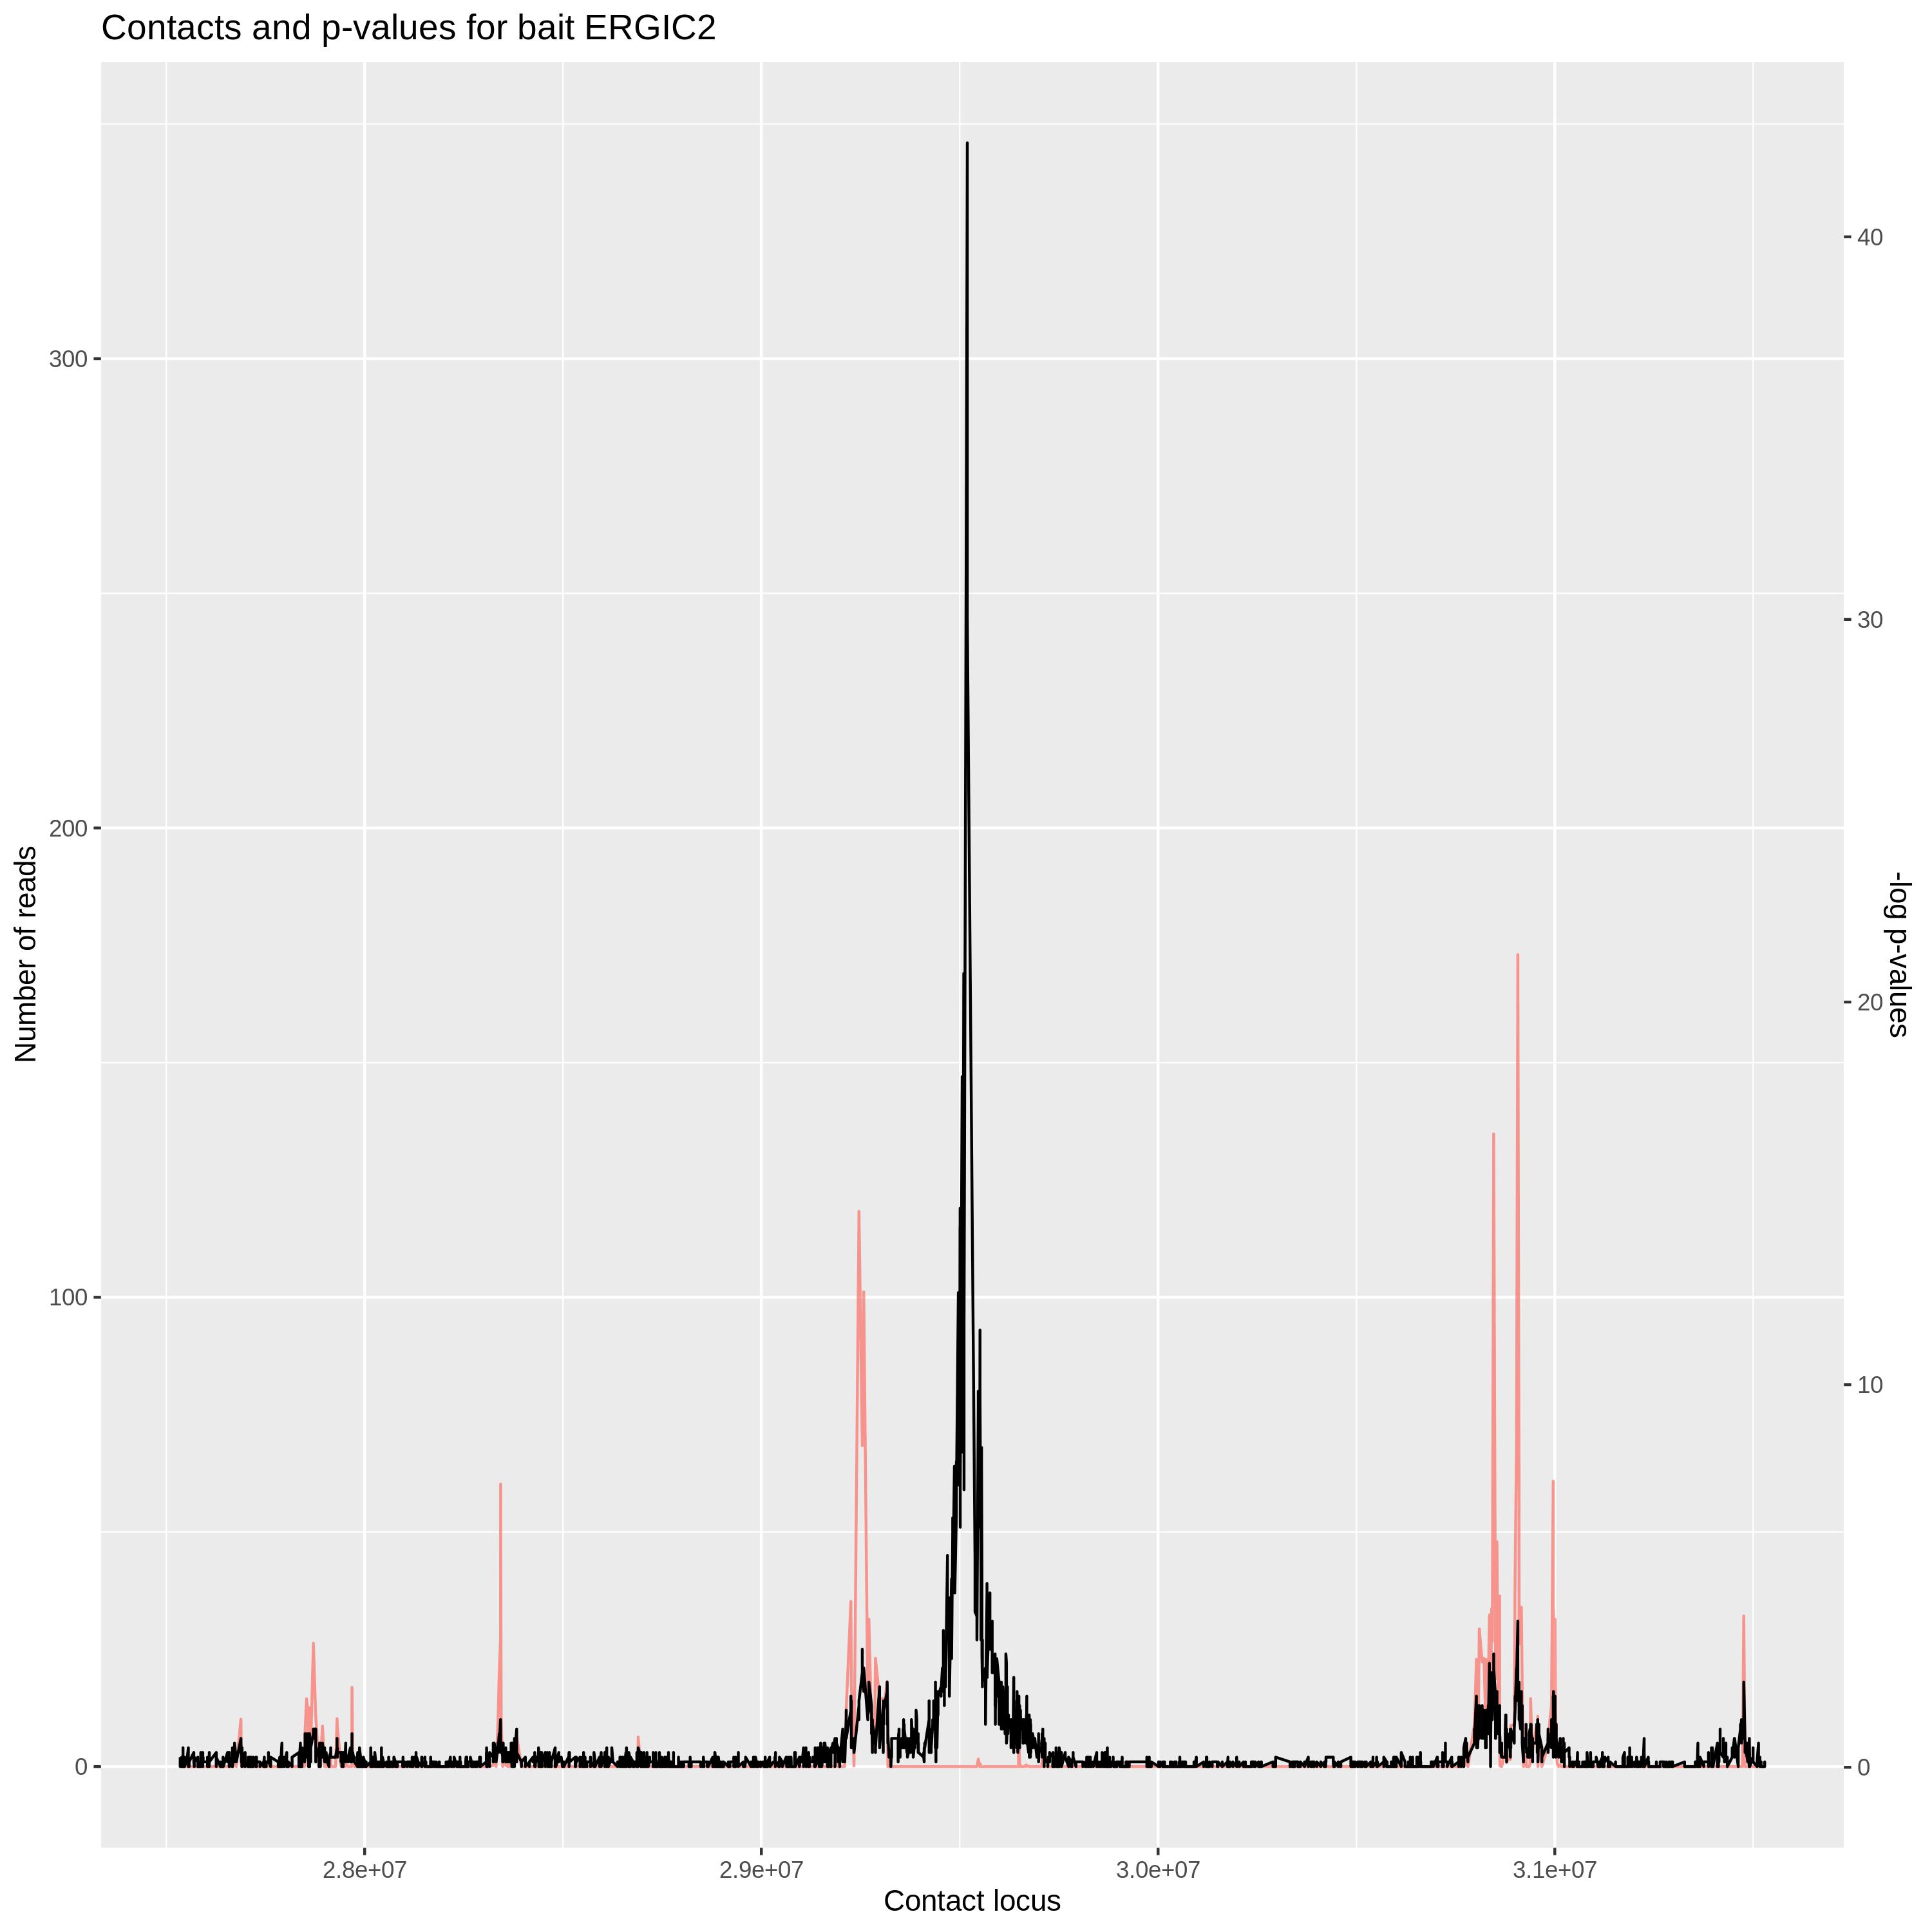 Contacts and p-values for bait ERGIC2
Number of reads
300
200
100
0
40
30
20
10
0
-log p-values
2.8e+07
2.9e+07
3.0e+07
3.1e+07
Contact locus